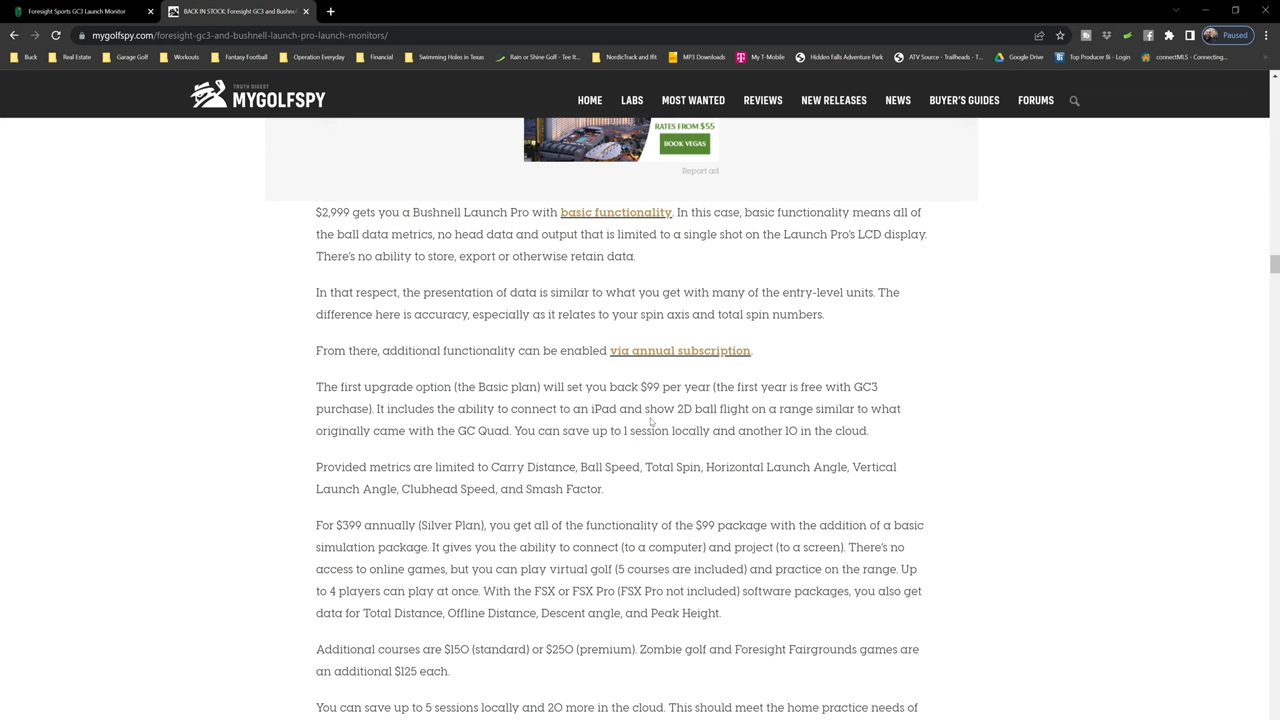 Foresight Sports GC3 Launch Monitor
BACK IN STOCK: Foresight GC3 and Bushnell
mygolfspy.com/foresight-gc3-and-bushnell-launch-pro-launch-monitors/
Paused
Buck
Real Estate
Garage Golf
Workouts
Fantasy Football
Operation Everyday
Financial
Swimming Holes in Texas
Rain or Shine Golf - Tee It...
NordicTrack and Ifit
MP3 Downloads
My T-Mobile
Hidden Falls Adventure Park
ATV Source - Trailheads - T...
Google Drive
Top Producer 8i - Login
connectMLS - Connecting...
TRUTH DIGEST
MYGOLFSPY
HOME
LABS
MOST WANTED
REVIEWS
NEW RELEASES
NEWS
BUYER'S GUIDES
FORUMS
RATES FROM $55
BOOK VEGAS
Report ad
$2,999 gets you a Bushnell Launch Pro with basic functionality. In this case, basic functionality means all of
the ball data metrics, no head data and output that is limited to a single shot on the Launch Pro's LCD display.
There's no ability to store, export or otherwise retain data.
In that respect, the presentation of data is similar to what you get with many of the entry-level units. The
difference here is accuracy, especially as it relates to your spin axis and total spin numbers.
From there, additional functionality can be enabled via annual subscription.
The first upgrade option (the Basic plan) will set you back $99 per year (the first year is free with GC3
purchase). It includes the ability to connect to an iPad and show 2D ball flight on a range similar to what
originally came with the GC Quad. You can save up to 1 session locally and another 10 in the cloud.
Provided metrics are limited to Carry Distance, Ball Speed, Total Spin, Horizontal Launch Angle, Vertical
Launch Angle, Clubhead Speed, and Smash Factor.
For $399 annually (Silver Plan), you get all of the functionality of the $99 package with the addition of a basic
simulation package. It gives you the ability to connect (to a computer) and project (to a screen). There's no
access to online games, but you can play virtual golf (5 courses are included) and practice on the range. Up
to 4 players can play at once. With the FSX or FSX Pro (FSX Pro not included) software packages, you also get
data for Total Distance, Offline Distance, Descent angle, and Peak Height.
Additional courses are $150 (standard) or $250 (premium). Zombie golf and Foresight Fairgrounds games are
an additional $125 each.
You can save up to 5 sessions locally and 20 more in the cloud. This should meet the home practice needs of